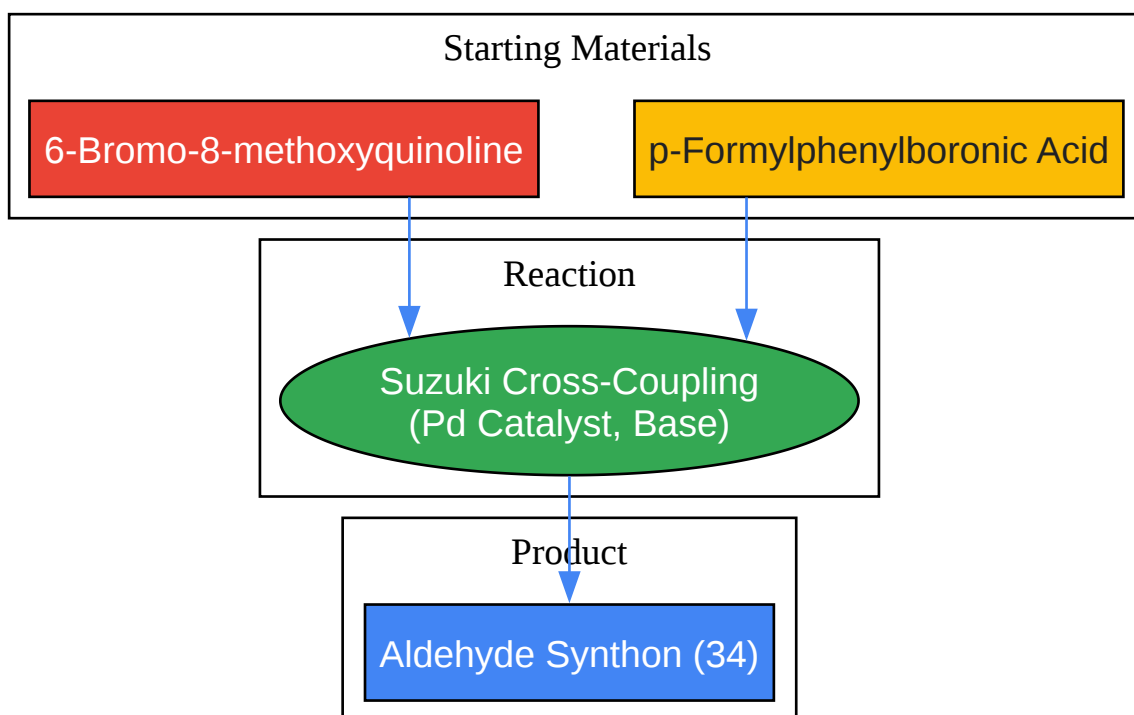 Starting Materials
6-Bromo-8-methoxyquinoline
p-Formylphenylboronic Acid
Reaction
Suzuki Cross-Coupling
(Pd Catalyst, Base)
Product
Aldehyde Synthon (34)